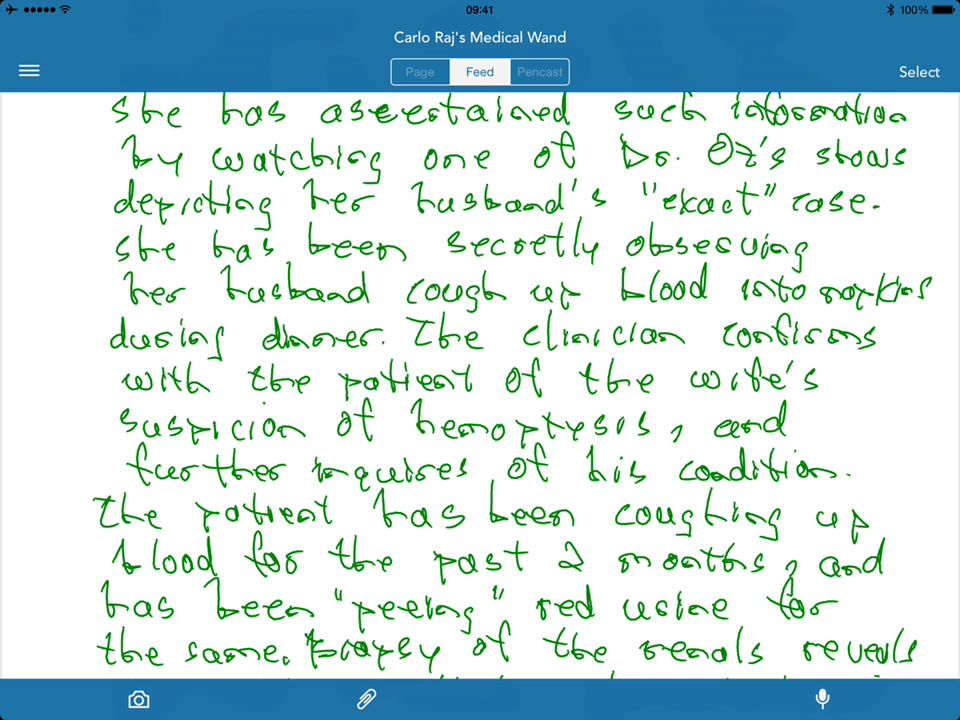 09:41
100%
Carlo Raj's Medical Wand
Page Feed Pencast
Select
She has ascertained such information
by watching one of Dr. Oz's shows
depicting her husband's "exact" case.
She has been secretly observing
her husband cough up blood into napkins
during dinner. The clinician confirms
with the patient of the wife's
suspicion of hemoptysis, and
further inquires of his condition.
The patient has been coughing up
blood for the past 2 months, and
has been "peeing" red urine for
the same. Biopsy of the renals reveals